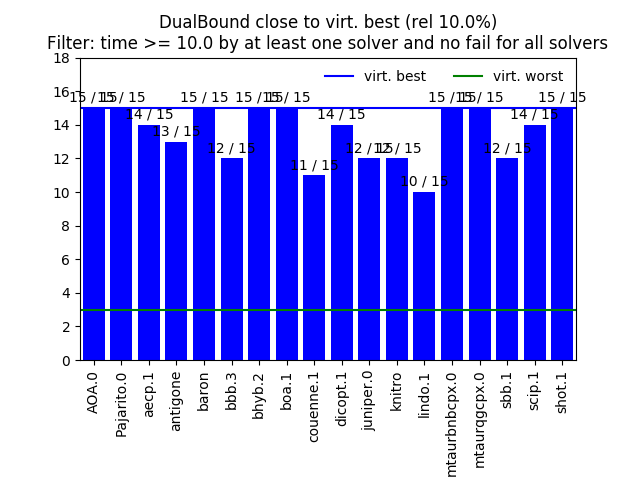 DualBound close to virt. best (rel 10.0%)
Filter: time >= 10.0 by at least one solver and no fail for all solvers
virt. best virt. worst
18
16
14
12
10
8
6
4
2
0
15 / 15
15 / 15
14 / 15
13 / 15
15 / 15
12 / 15
15 / 15
15 / 15
11 / 15
14 / 15
12 / 15
12 / 15
10 / 15
15 / 15
15 / 15
12 / 15
14 / 15
15 / 15
AOA.0
Pajarito.0
aecp.1
antigone
baron
bbb.3
bhyb.2
boa.1
couenne.1
dicopt.1
juniper.0
knitro
lindo.1
mtaurbnbcpx.0
mtaurqgcpx.0
sbb.1
scip.1
shot.1